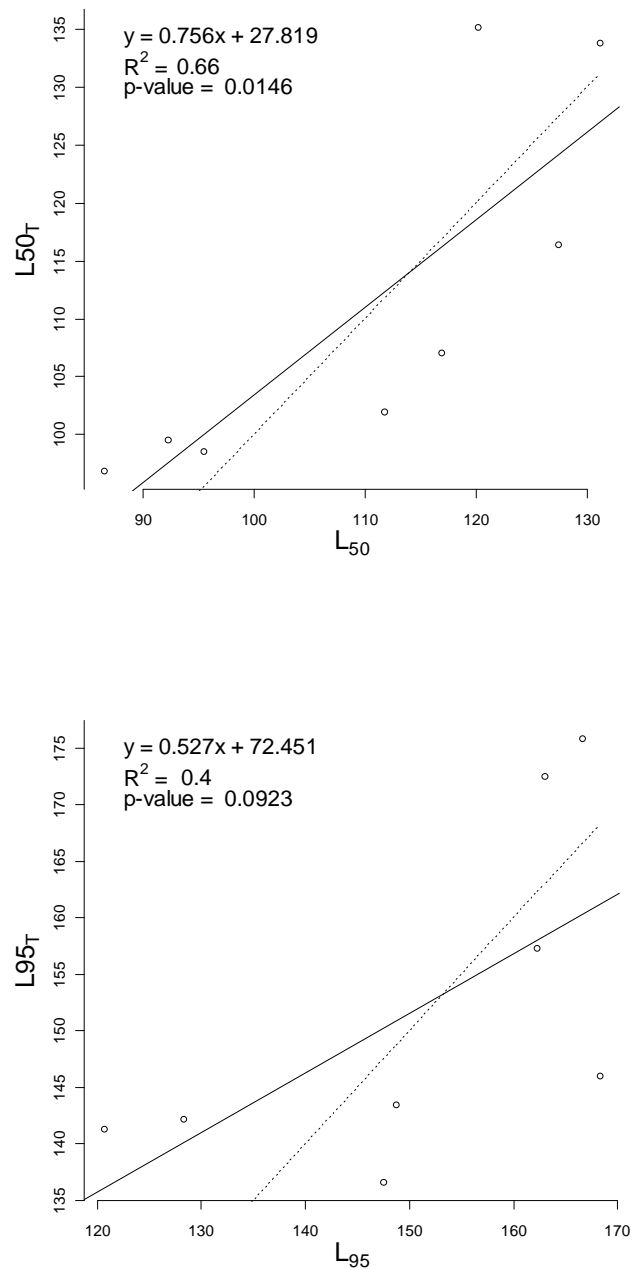 y = 0.756x + 27.819
R² = 0.66
p-value = 0.0146
135
130
125
120
115
110
105
100
L50T
90 100 110 120 130
L50
y = 0.527x + 72.451
R² = 0.4
p-value = 0.0923
175
170
165
160
155
150
145
140
135
L95T
120 130 140 150 160 170
L95